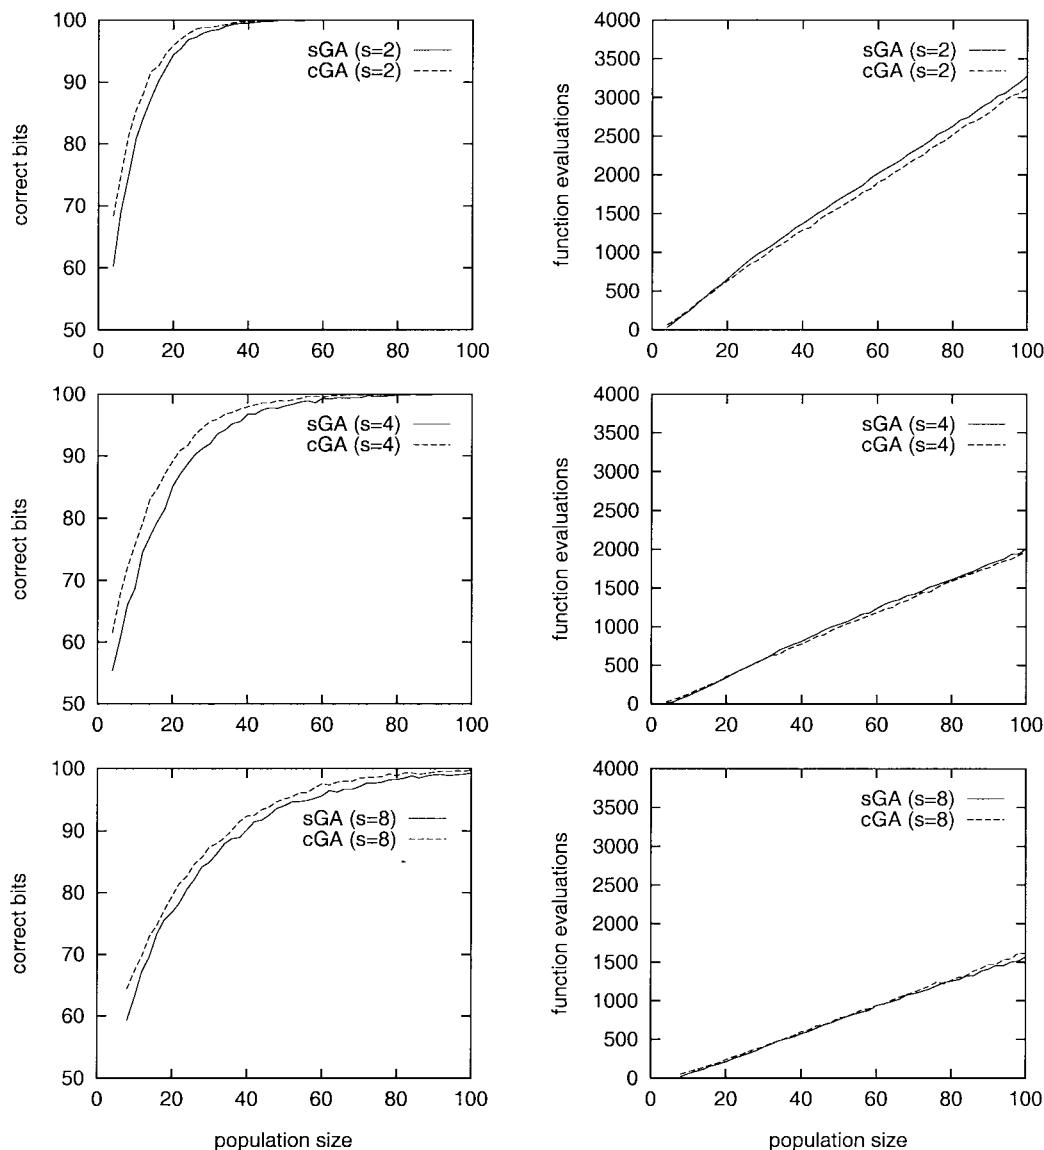 100
90
80
70
60
50
correct bits
sGA (s=2)
cGA (s=2)
0 20 40 60 80 100
4000
3500
3000
2500
2000
1500
1000
500
0
function evaluations
sGA (s=2)
cGA (s=2)
0 20 40 60 80 100
100
90
80
70
60
50
correct bits
sGA (s=4)
cGA (s=4)
0 20 40 60 80 100
4000
3500
3000
2500
2000
1500
1000
500
0
function evaluations
sGA (s=4)
cGA (s=4)
0 20 40 60 80 100
100
90
80
70
60
50
correct bits
sGA (s=8)
cGA (s=8)
0 20 40 60 80 100
population size
4000
3500
3000
2500
2000
1500
1000
500
0
function evaluations
sGA (s=8)
cGA (s=8)
0 20 40 60 80 100
population size